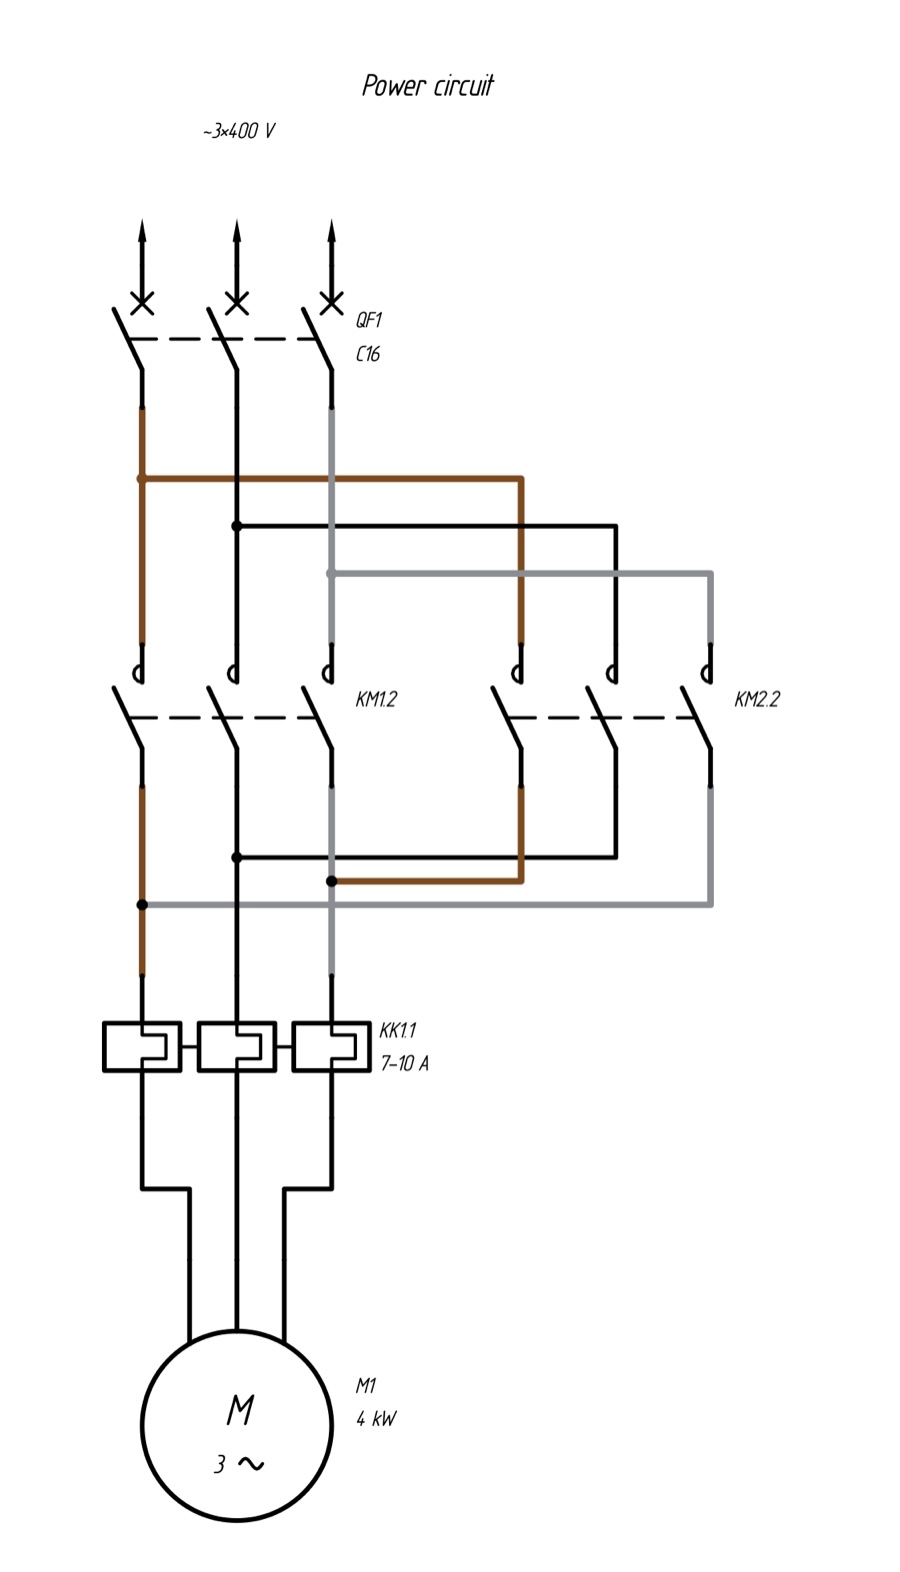 Power circuit
~3×400 V
QF1
C16
KM1.2
KM2.2
KK1.1
7-10 A
M1
4 kW
M
3 ~